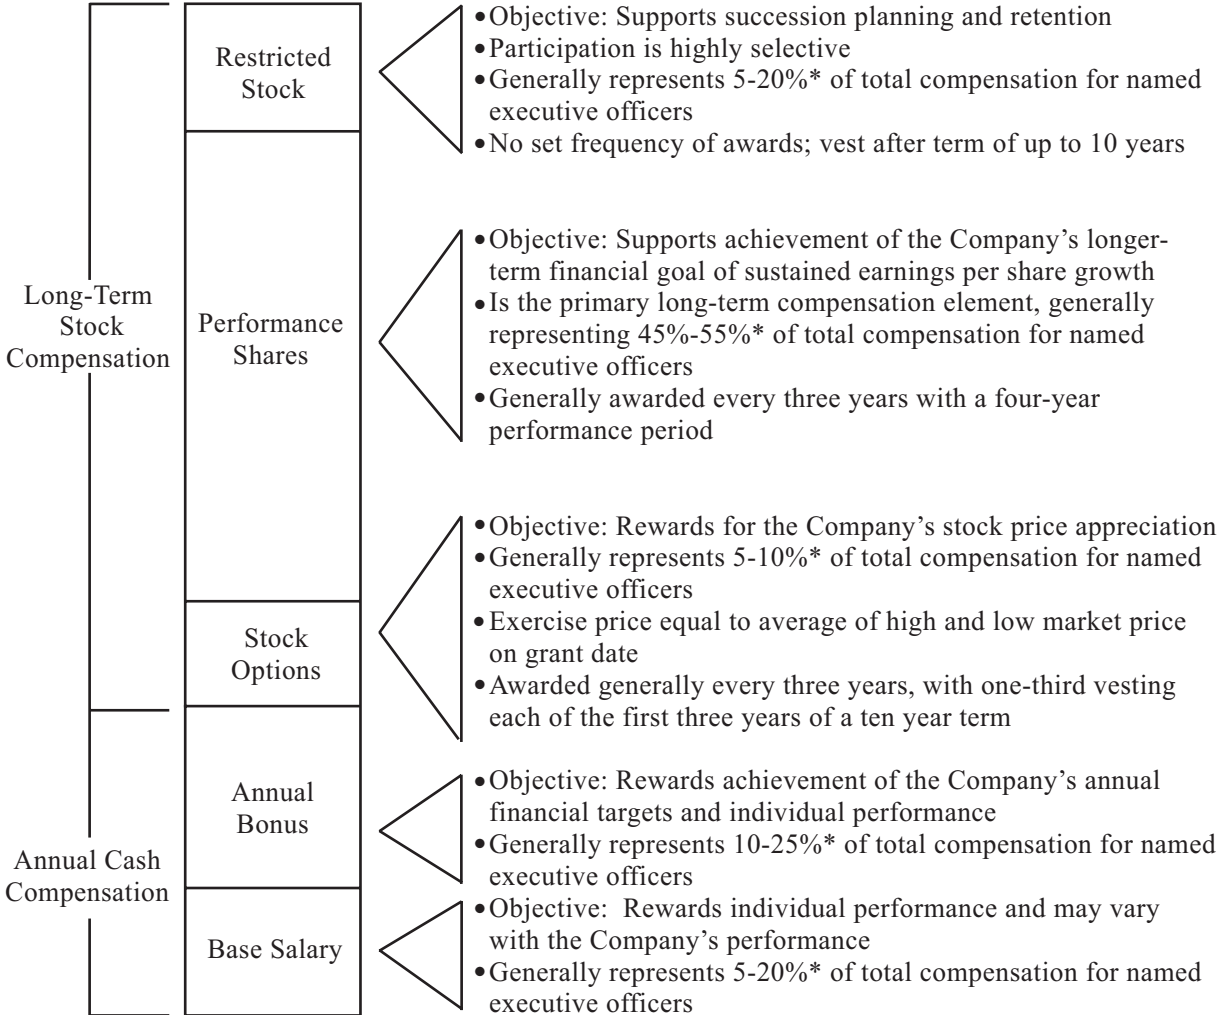 Restricted
Stock
•Objective: Supports succession planning and retention
•Participation is highly selective
•Generally represents 5-20%* of total compensation for named
executive officers
•No set frequency of awards; vest after term of up to 10 years
Long-Term
Stock
Compensation
Performance
Shares
•Objective: Supports achievement of the Company’s longer-
term financial goal of sustained earnings per share growth
•Is the primary long-term compensation element, generally
representing 45%-55%* of total compensation for named
executive officers
•Generally awarded every three years with a four-year
performance period
Stock
Options
•Objective: Rewards for the Company’s stock price appreciation
•Generally represents 5-10%* of total compensation for named
executive officers
•Exercise price equal to average of high and low market price
on grant date
•Awarded generally every three years, with one-third vesting
each of the first three years of a ten year term
Annual Cash
Compensation
Annual
Bonus
•Objective: Rewards achievement of the Company’s annual
financial targets and individual performance
•Generally represents 10-25%* of total compensation for named
executive officers
Base Salary
•Objective:  Rewards individual performance and may vary
with the Company’s performance
•Generally represents 5-20%* of total compensation for named
executive officers